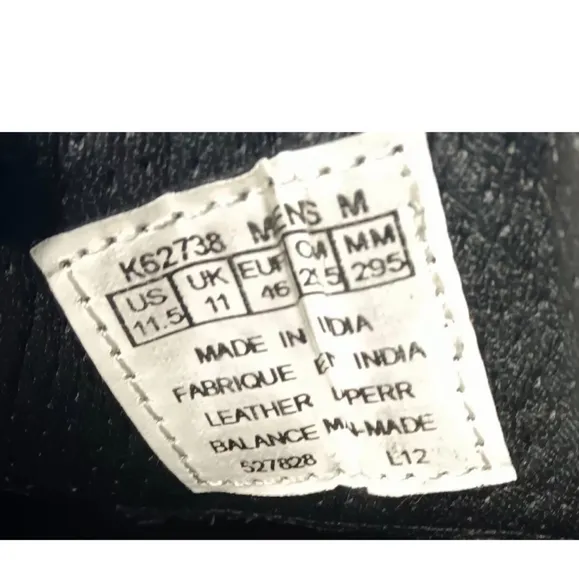 K62738 MENS M
US UK EUR CM MM
11.5 11 46 29.5 295
MADE IN INDIA
FABRIQUE EN INDIA
LEATHER UPERR
BALANCE MAN-MADE
527828 L12